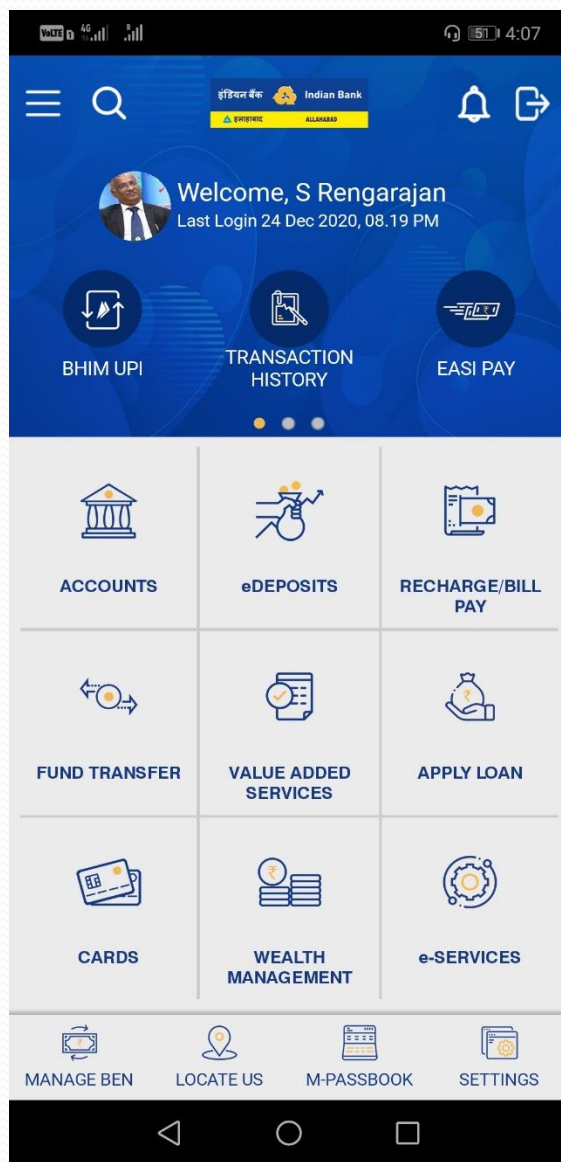 VoLTE 4G R 51 4:07
इंडियन बैंक Indian Bank
इलाहाबाद ALLAHABAD
Welcome, S Rengarajan
Last Login 24 Dec 2020, 08.19 PM
BHIM UPI
TRANSACTION
HISTORY
EASI PAY
ACCOUNTS
eDEPOSITS
RECHARGE/BILL
PAY
FUND TRANSFER
VALUE ADDED
SERVICES
APPLY LOAN
CARDS
WEALTH
MANAGEMENT
e-SERVICES
MANAGE BEN
LOCATE US
M-PASSBOOK
SETTINGS